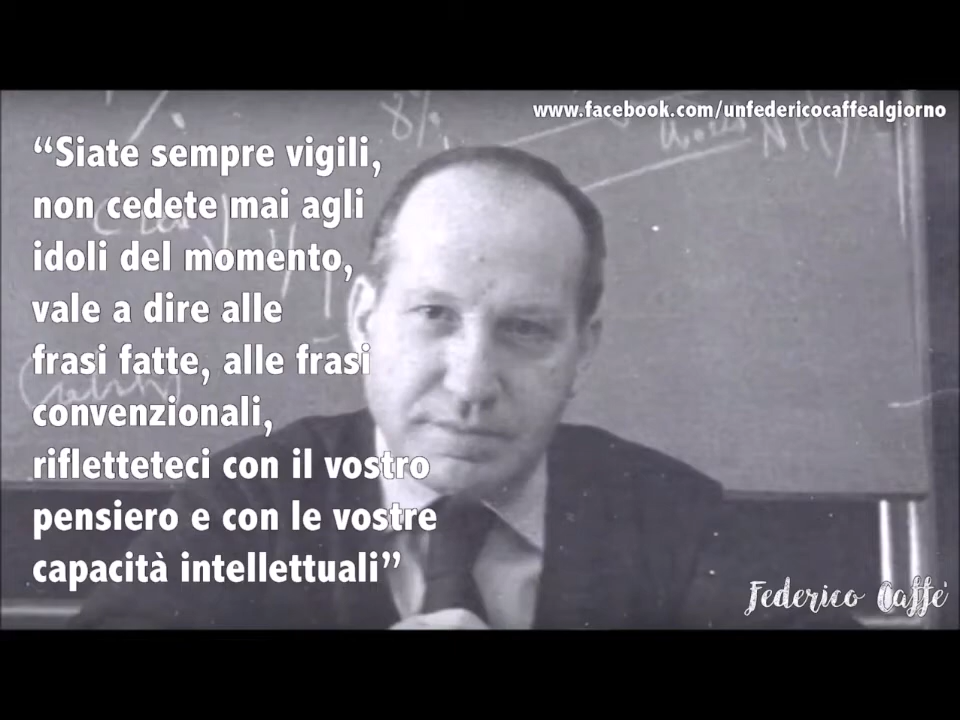 www.facebook.com/unfedericocaffealgiorno
“Siate sempre vigili,
non cedete mai agli
idoli del momento,
vale a dire alle
frasi fatte, alle frasi
convenzionali,
rifletteteci con il vostro
pensiero e con le vostre
capacità intellettuali”
Federico Caffè
8%